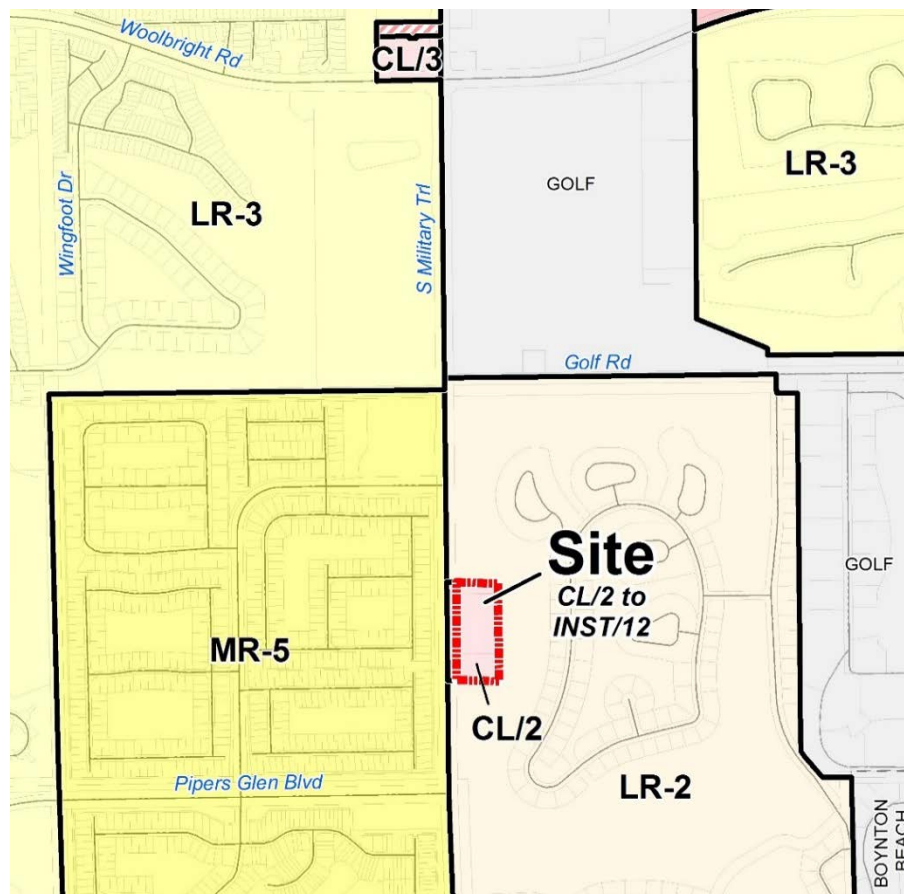 Woolbright Rd
CL/3
Wingfoot Dr
LR-3
S Military Trl
GOLF
LR-3
Golf Rd
Site
CL/2 to
INST/12
GOLF
MR-5
CL/2
Pipers Glen Blvd
LR-2
BOYNTON
BEACH